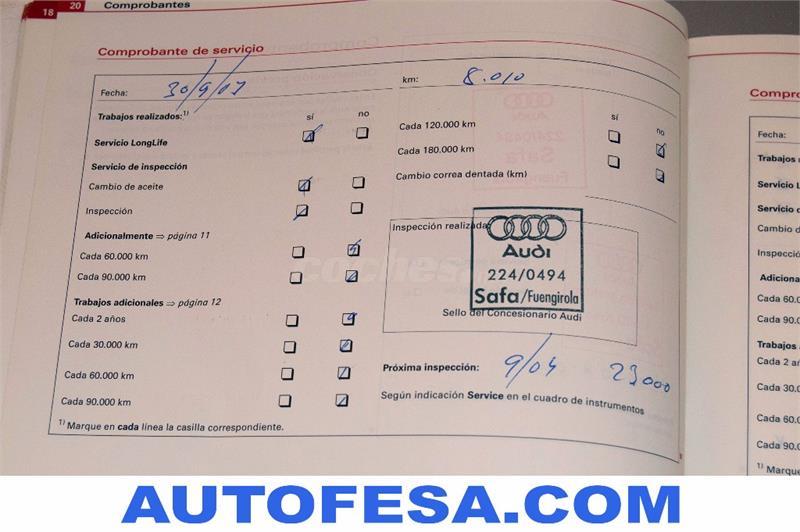 18
20 Comprobantes
Comprobante de servicio
Fecha: 30/9/03 km: 8.010
Trabajos realizados:1) sí no
Servicio LongLife
Servicio de inspección
Cambio de aceite
Inspección
Adicionalmente ⇒ página 11
Cada 60.000 km
Cada 90.000 km
Trabajos adicionales ⇒ página 12
Cada 2 años
Cada 30.000 km
Cada 60.000 km
Cada 90.000 km
1) Marque en cada línea la casilla correspondiente.
sí no
Cada 120.000 km
Cada 180.000 km
Cambio correa dentada (km)
Inspección realizada:
Audi
224/0494
Safa/Fuengirola
Sello del Concesionario Audi
Próxima inspección: 9/04 23000
Según indicación Service en el cuadro de instrumentos
Compro
Fecha:
Trabajos r
Servicio L
Servicio d
Cambio d
Inspecció
Adiciona
Cada 60.0
Cada 90.
Trabajos
Cada 2 a
Cada 30.0
Cada 60.0
Cada 90.0
1) Marque
AUTOFESA.COM